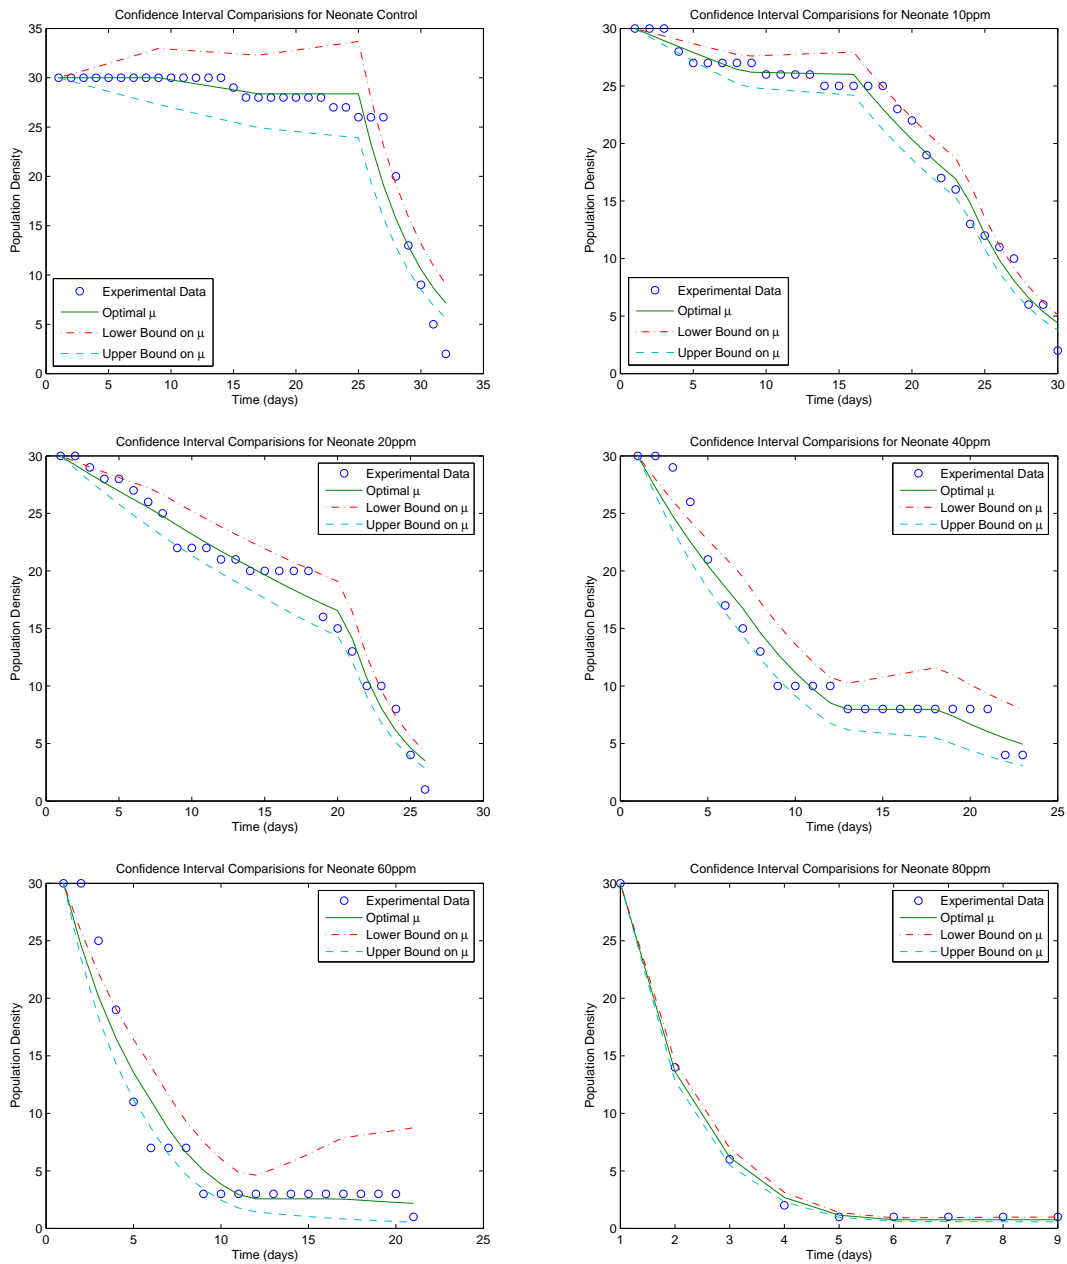 Confidence Interval Comparisions for Neonate Control
35
30
25
20
15
10
5
0
Population Density
Experimental Data
Optimal μ
Lower Bound on μ
Upper Bound on μ
0 5 10 15 20 25 30 35
Time (days)
Confidence Interval Comparisions for Neonate 10ppm
30
25
20
15
10
5
0
Population Density
Experimental Data
Optimal μ
Lower Bound on μ
Upper Bound on μ
0 5 10 15 20 25 30
Time (days)
Confidence Interval Comparisions for Neonate 20ppm
30
25
20
15
10
5
0
Population Density
Experimental Data
Optimal μ
Lower Bound on μ
Upper Bound on μ
0 5 10 15 20 25 30
Time (days)
Confidence Interval Comparisions for Neonate 40ppm
30
25
20
15
10
5
0
Population Density
Experimental Data
Optimal μ
Lower Bound on μ
Upper Bound on μ
0 5 10 15 20 25
Time (days)
Confidence Interval Comparisions for Neonate 60ppm
30
25
20
15
10
5
0
Population Density
Experimental Data
Optimal μ
Lower Bound on μ
Upper Bound on μ
0 5 10 15 20 25
Time (days)
Confidence Interval Comparisions for Neonate 80ppm
30
25
20
15
10
5
0
Population Density
Experimental Data
Optimal μ
Lower Bound on μ
Upper Bound on μ
1 2 3 4 5 6 7 8 9
Time (days)